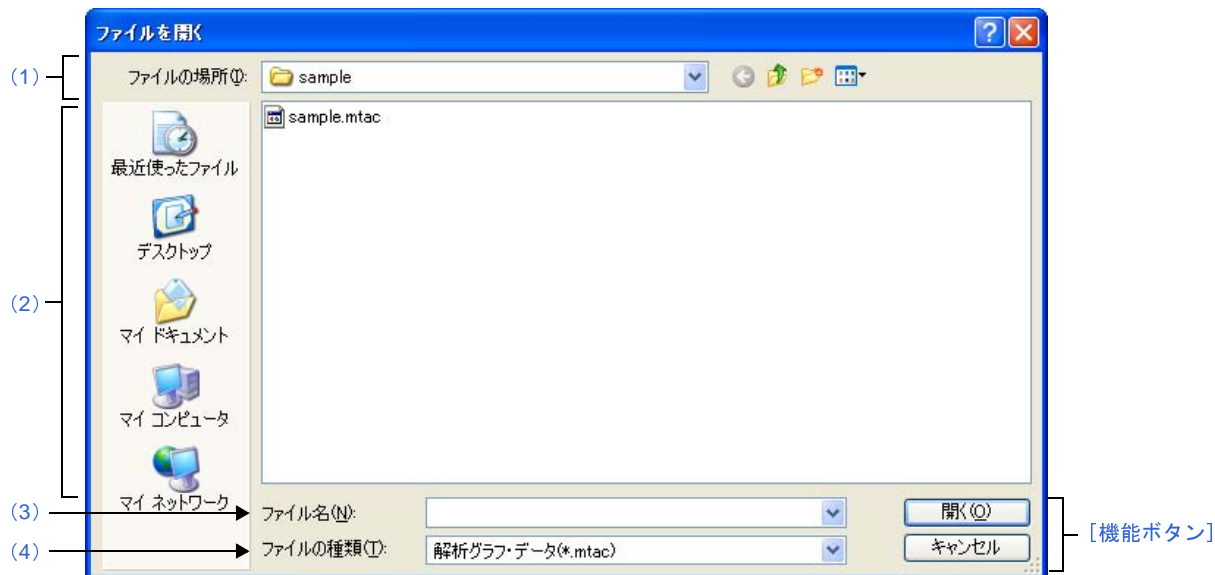 ファイルを開く
(1)
ファイルの場所(I):
sample
(2)
sample.mtac
最近使ったファイル
デスクトップ
マイ ドキュメント
マイ コンピュータ
マイ ネットワーク
(3)
ファイル名(N):
開く(O)
(4)
ファイルの種類(T):
解析グラフ・データ(*.mtac)
キャンセル
[機能ボタン]